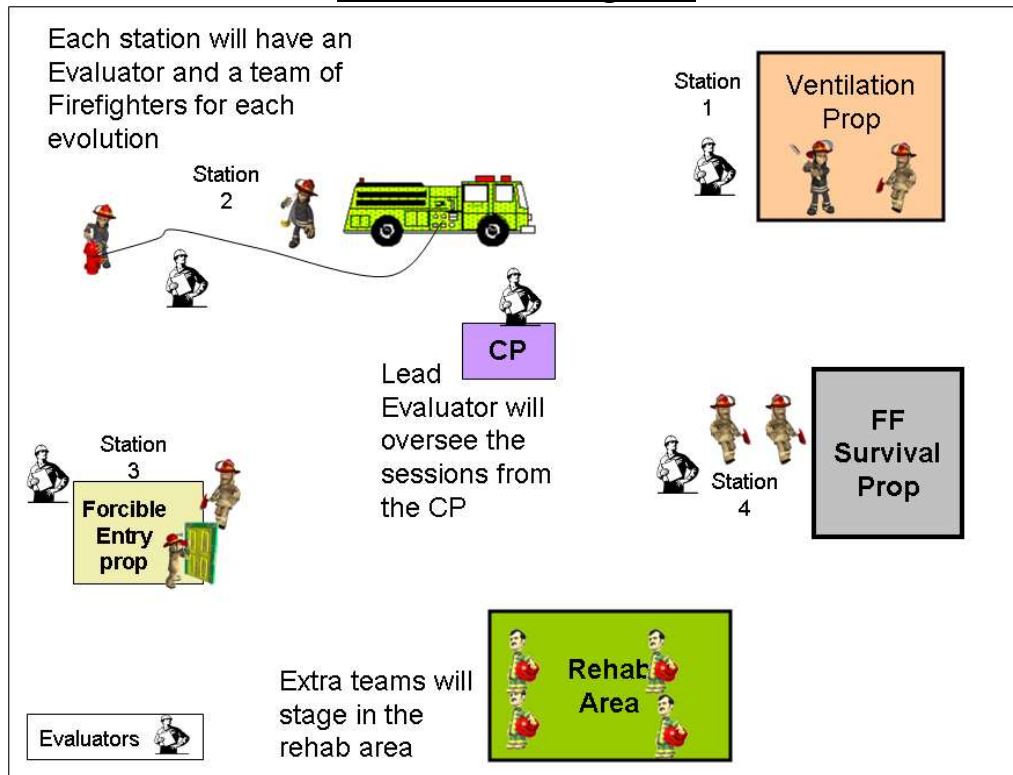 Each station will have an
Evaluator and a team of
Firefighters for each
evolution
Station
1
Ventilation
Prop
Station
2
CP
Lead
Evaluator will
oversee the
sessions from
the CP
Station
3
Forcible
Entry
prop
Station
4
FF
Survival
Prop
Extra teams will
stage in the
rehab area
Rehab
Area
Evaluators